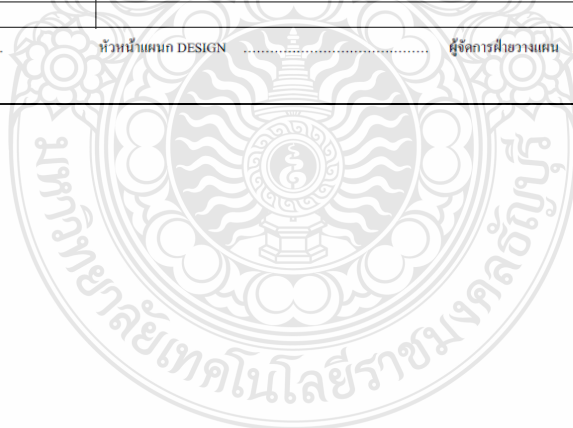 . หัวหน้าแผนก DESIGN ............................................ ผู้จัดการฝ่ายวางแผน
มหาวิทยาลัยเทคโนโลยีราชมงคลธัญบุรี